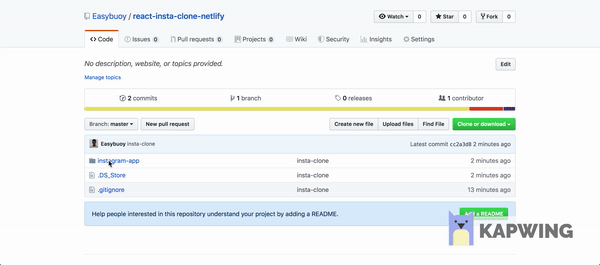 Easybuoy / react-insta-clone-netlify
Watch 0 Star 0 Fork 0
Code Issues 0 Pull requests 0 Projects 0 Wiki Security Insights Settings
No description, website, or topics provided. Edit
Manage topics
2 commits 1 branch 0 releases 1 contributor
Branch: master New pull request Create new file Upload files Find File Clone or download
Easybuoy insta-clone Latest commit cc2a3d8 2 minutes ago
instagram-app insta-clone 2 minutes ago
.DS_Store insta-clone 2 minutes ago
.gitignore insta-clone 13 minutes ago
Help people interested in this repository understand your project by adding a README. README
KAPWING